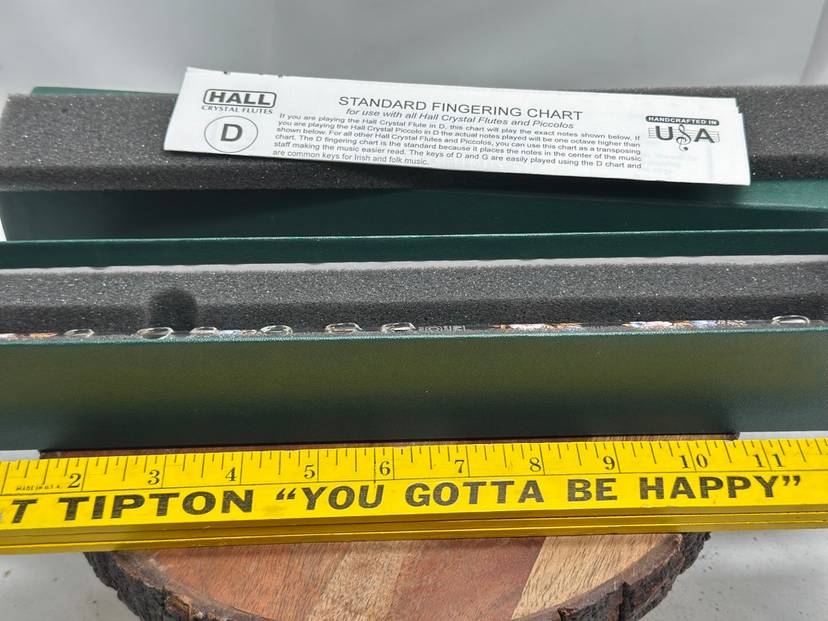 HALL
CRYSTAL FLUTES
D
STANDARD FINGERING CHART
for use with all Hall Crystal Flutes and Piccolos
If you are playing the Hall Crystal Flute in D, this chart will play the exact notes shown below. If
you are playing the Hall Crystal Piccolo in D the actual notes played will be one octave higher than
shown below. For all other Hall Crystal Flutes and Piccolos, you can use this chart as a transposing
chart. The D fingering chart is the standard because it places the notes in the center of the music
staff making the music easier read. The keys of D and G are easily played using the D chart and
are common keys for Irish and folk music.
HANDCRAFTED IN
USA
MADE IN U.S.A.
2 3 4 5 6 7 8 9 10 11
T TIPTON “YOU GOTTA BE HAPPY”